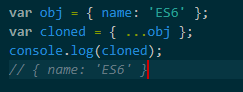 var obj = { name: 'ES6' };
var cloned = { ...obj };
console.log(cloned);
// { name: 'ES6' }